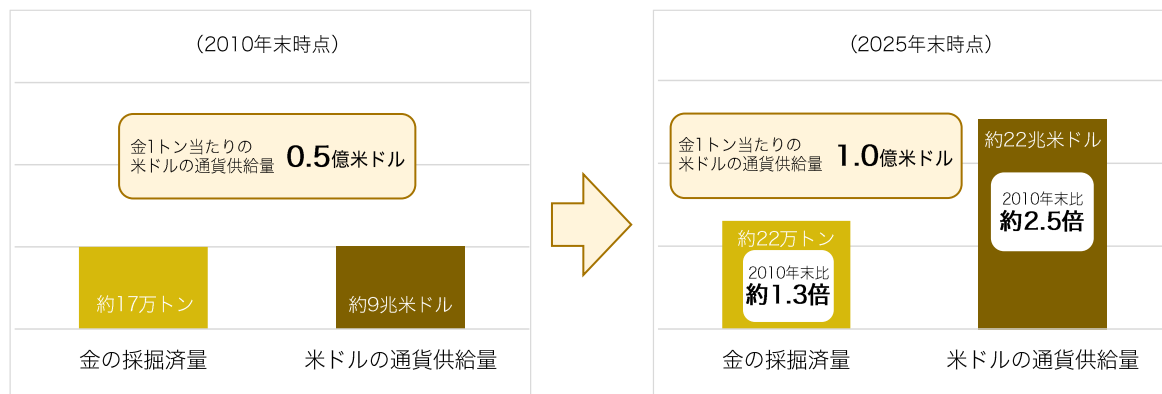 （2010年末時点）
金1トン当たりの
米ドルの通貨供給量
0.5億米ドル
約17万トン
約9兆米ドル
金の採掘済量
米ドルの通貨供給量
（2025年末時点）
金1トン当たりの
米ドルの通貨供給量
1.0億米ドル
約22兆米ドル
2010年末比
約2.5倍
約22万トン
2010年末比
約1.3倍
金の採掘済量
米ドルの通貨供給量